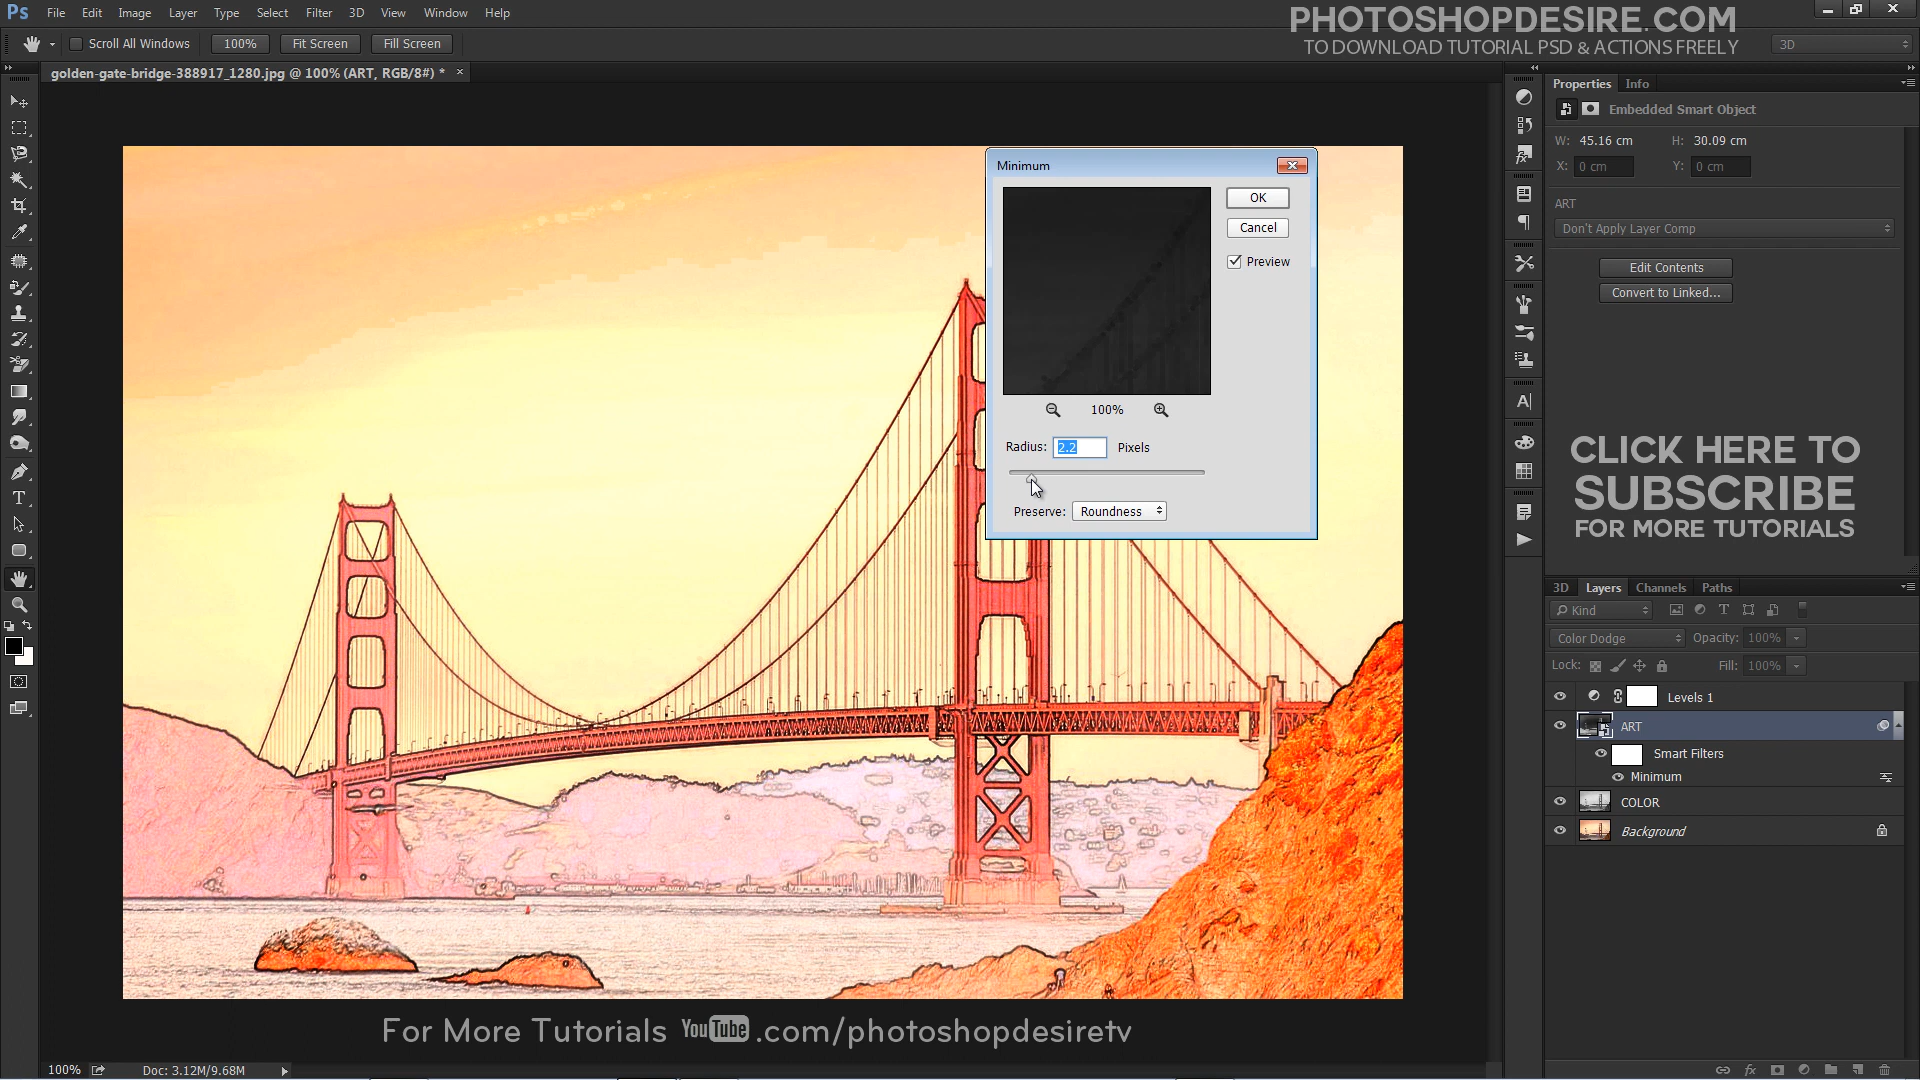 Ps File Edit Image Layer Type Select Filter 3D View Window Help
PHOTOSHOPDESIRE.COM
TO DOWNLOAD TUTORIAL PSD & ACTIONS FREELY
Scroll All Windows 100% Fit Screen Fill Screen
3D
golden-gate-bridge-388917_1280.jpg @ 100% (ART, RGB/8#) * ×
Properties Info
Embedded Smart Object
W: 45.16 cm H: 30.09 cm
X: 0 cm Y: 0 cm
ART
Don't Apply Layer Comp
Edit Contents
Convert to Linked...
Minimum
OK
Cancel
Preview
100%
Radius: 2.2 Pixels
Preserve: Roundness
CLICK HERE TO
SUBSCRIBE
FOR MORE TUTORIALS
3D Layers Channels Paths
Kind
Color Dodge Opacity: 100%
Lock: Fill: 100%
Levels 1
ART
Smart Filters
Minimum
COLOR
Background
For More Tutorials YouTube .com/photoshopdesiretv
100% Doc: 3.12M/9.68M